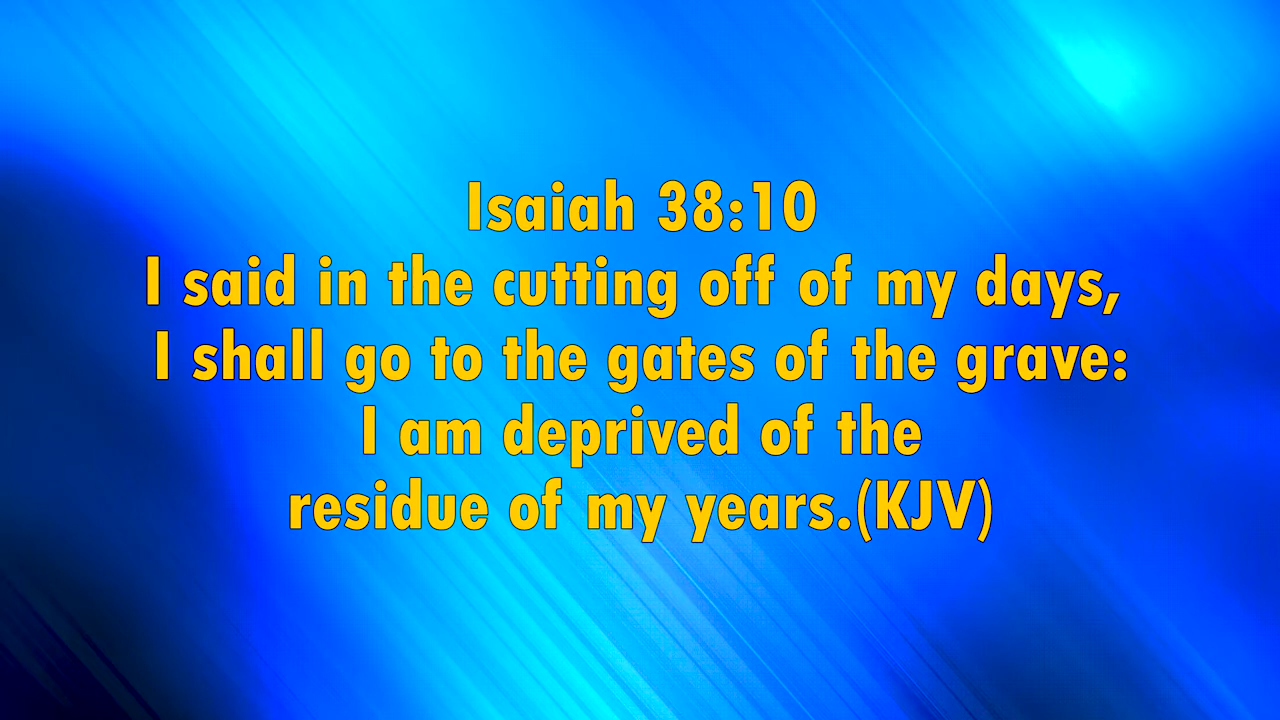 Isaiah 38:10
I said in the cutting off of my days,
I shall go to the gates of the grave:
I am deprived of the
residue of my years.(KJV)